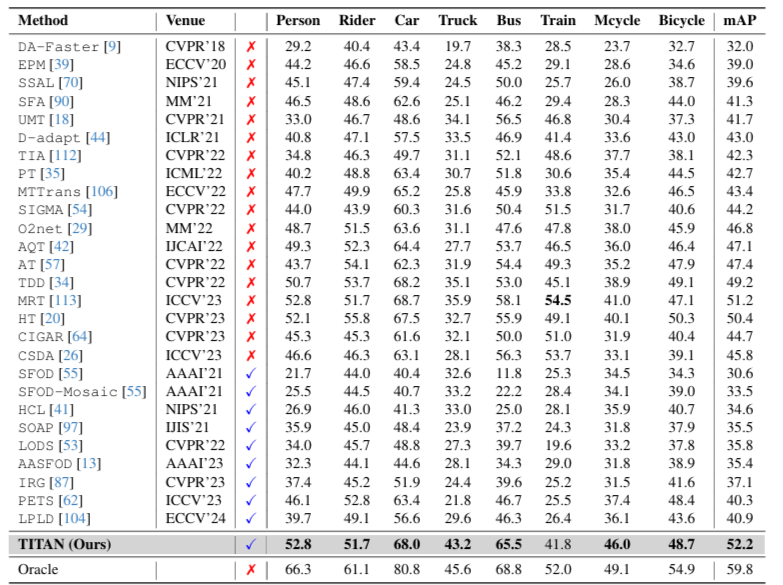 Method Venue Person Rider Car Truck Bus Train Mcycle Bicycle mAP
DA-Faster [9] CVPR'18 ✗ 29.2 40.4 43.4 19.7 38.3 28.5 23.7 32.7 32.0
EPM [39] ECCV'20 ✗ 44.2 46.6 58.5 24.8 45.2 29.1 28.6 34.6 39.0
SSAL [70] NIPS'21 ✗ 45.1 47.4 59.4 24.5 50.0 25.7 26.0 38.7 39.6
SFA [90] MM'21 ✗ 46.5 48.6 62.6 25.1 46.2 29.4 28.3 44.0 41.3
UMT [18] CVPR'21 ✗ 33.0 46.7 48.6 34.1 56.5 46.8 30.4 37.3 41.7
D-adapt [44] ICLR'21 ✗ 40.8 47.1 57.5 33.5 46.9 41.4 33.6 43.0 43.0
TIA [112] CVPR'22 ✗ 34.8 46.3 49.7 31.1 52.1 48.6 37.7 38.1 42.3
PT [35] ICML'22 ✗ 40.2 48.8 63.4 30.7 51.8 30.6 35.4 44.5 42.7
MTTrans [106] ECCV'22 ✗ 47.7 49.9 65.2 25.8 45.9 33.8 32.6 46.5 43.4
SIGMA [54] CVPR'22 ✗ 44.0 43.9 60.3 31.6 50.4 51.5 31.7 40.6 44.2
O2net [29] MM'22 ✗ 48.7 51.5 63.6 31.1 47.6 47.8 38.0 45.9 46.8
AQT [42] IJCAI'22 ✗ 49.3 52.3 64.4 27.7 53.7 46.5 36.0 46.4 47.1
AT [57] CVPR'22 ✗ 43.7 54.1 62.3 31.9 54.4 49.3 35.2 47.9 47.4
TDD [34] CVPR'22 ✗ 50.7 53.7 68.2 35.1 53.0 45.1 38.9 49.1 49.2
MRT [113] ICCV'23 ✗ 52.8 51.7 68.7 35.9 58.1 54.5 41.0 47.1 51.2
HT [20] CVPR'23 ✗ 52.1 55.8 67.5 32.7 55.9 49.1 40.1 50.3 50.4
CIGAR [64] CVPR'23 ✗ 45.3 45.3 61.6 32.1 50.0 51.0 31.9 40.4 44.7
CSDA [26] ICCV'23 ✗ 46.6 46.3 63.1 28.1 56.3 53.7 33.1 39.1 45.8
SFOD [55] AAAI'21 ✓ 21.7 44.0 40.4 32.6 11.8 25.3 34.5 34.3 30.6
SFOD-Mosaic [55] AAAI'21 ✓ 25.5 44.5 40.7 33.2 22.2 28.4 34.1 39.0 33.5
HCL [41] NIPS'21 ✓ 26.9 46.0 41.3 33.0 25.0 28.1 35.9 40.7 34.6
SOAP [97] IJIS'21 ✓ 35.9 45.0 48.4 23.9 37.2 24.3 31.8 37.9 35.5
LODS [53] CVPR'22 ✓ 34.0 45.7 48.8 27.3 39.7 19.6 33.2 37.8 35.8
AASFOD [13] AAAI'23 ✓ 32.3 44.1 44.6 28.1 34.3 29.0 31.8 38.9 35.4
IRG [87] CVPR'23 ✓ 37.4 45.2 51.9 24.4 39.6 25.2 31.5 41.6 37.1
PETS [62] ICCV'23 ✓ 46.1 52.8 63.4 21.8 46.7 25.5 37.4 48.4 40.3
LPLD [104] ECCV'24 ✓ 39.7 49.1 56.6 29.6 46.3 26.4 36.1 43.6 40.9
TITAN (Ours) ✓ 52.8 51.7 68.0 43.2 65.5 41.8 46.0 48.7 52.2
Oracle ✗ 66.3 61.1 80.8 45.6 68.8 52.0 49.1 54.9 59.8